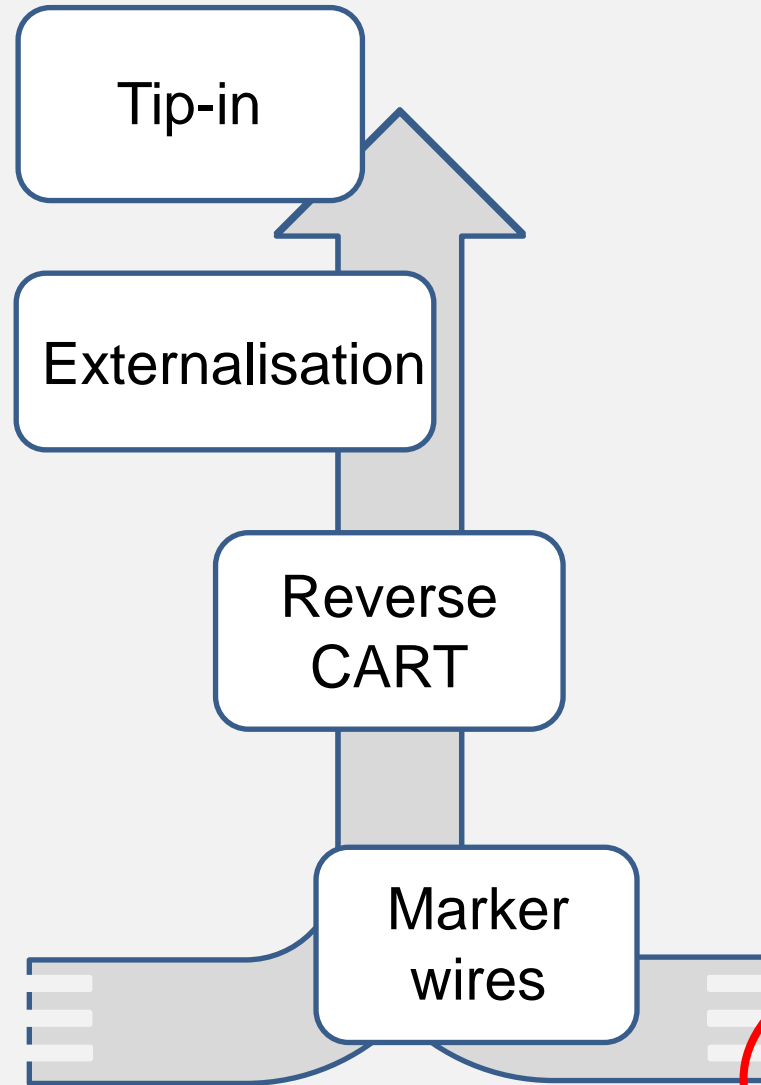 Tip-in
Externalisation
Reverse
CART
Marker
wires